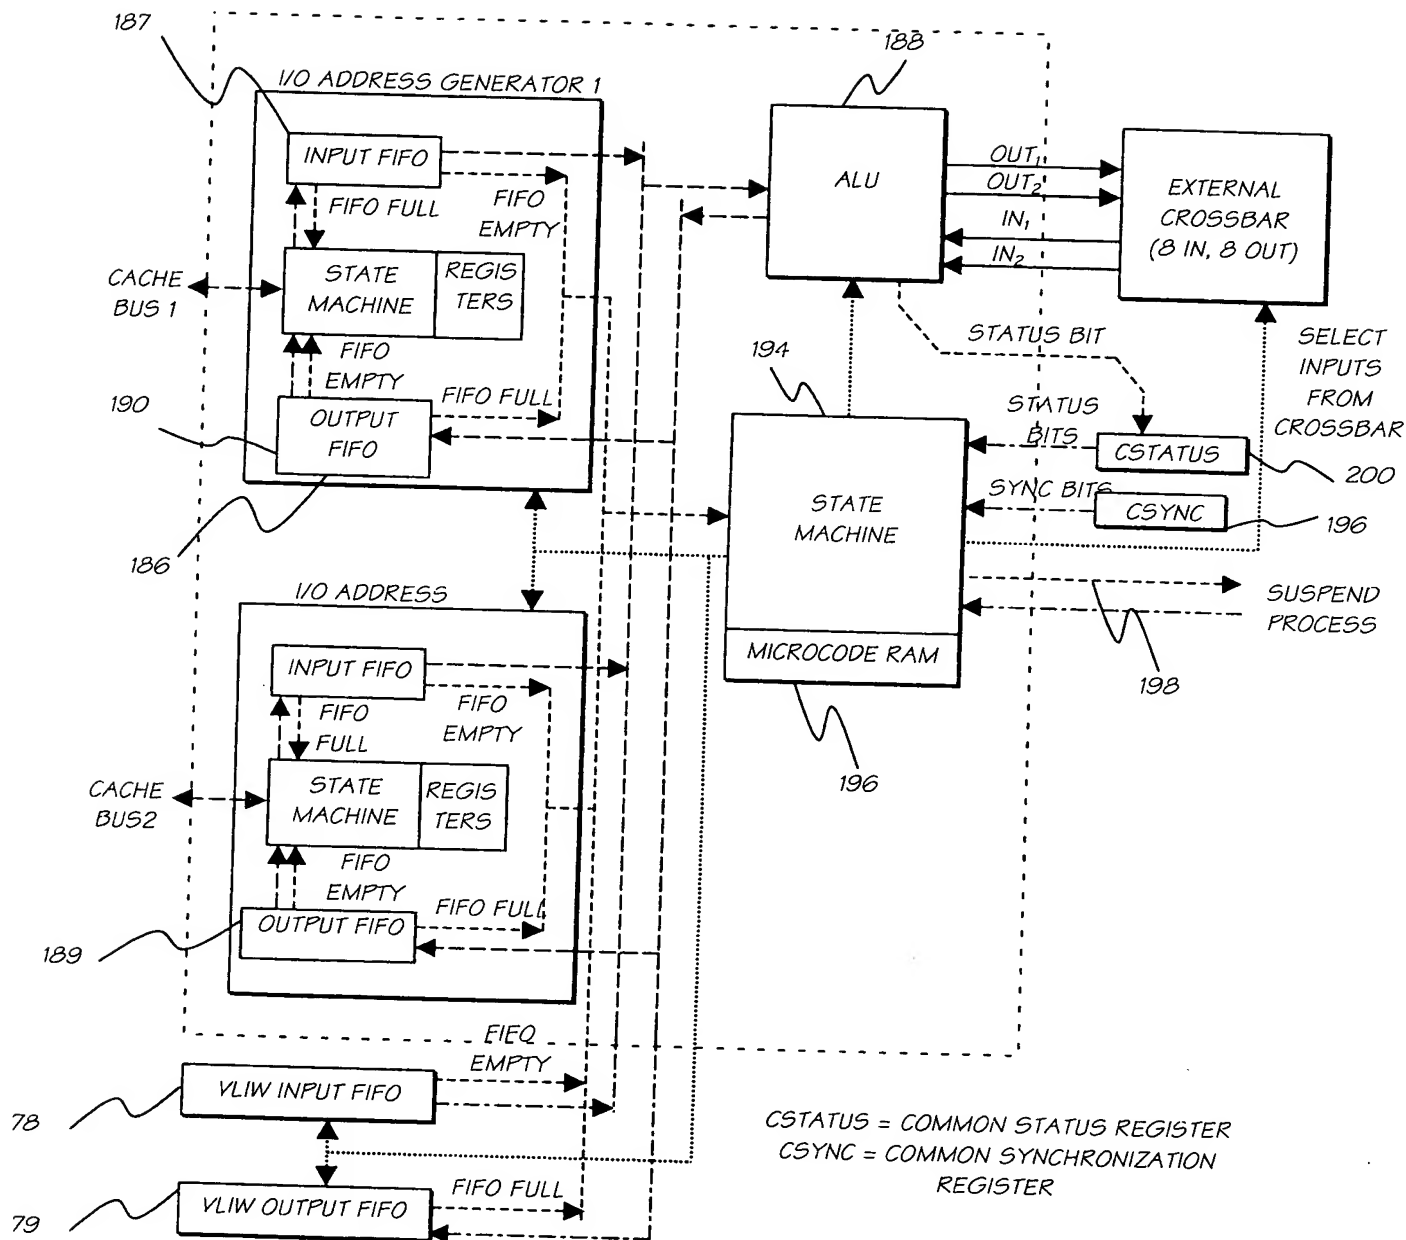 187
I/O ADDRESS GENERATOR 1
188
INPUT FIFO
FIFO FULL
FIFO
EMPTY
CACHE
BUS 1
STATE
MACHINE
REGIS
TERS
FIFO
EMPTY
FIFO FULL
190
OUTPUT
FIFO
186
ALU
OUT1
OUT2
IN1
IN2
EXTERNAL
CROSSBAR
(8 IN, 8 OUT)
STATUS BIT
SELECT
INPUTS
FROM
CROSSBAR
194
STATUS
BITS
CSTATUS
200
SYNC BITS
CSYNC
196
STATE
MACHINE
SUSPEND
PROCESS
198
MICROCODE RAM
196
I/O ADDRESS
INPUT FIFO
FIFO
FULL
FIFO
EMPTY
CACHE
BUS2
STATE
MACHINE
REGIS
TERS
FIFO
EMPTY
FIFO FULL
OUTPUT FIFO
189
FIFO
EMPTY
VLIW INPUT FIFO
78
VLIW OUTPUT FIFO
FIFO FULL
79
CSTATUS = COMMON STATUS REGISTER
CSYNC = COMMON SYNCHRONIZATION
REGISTER